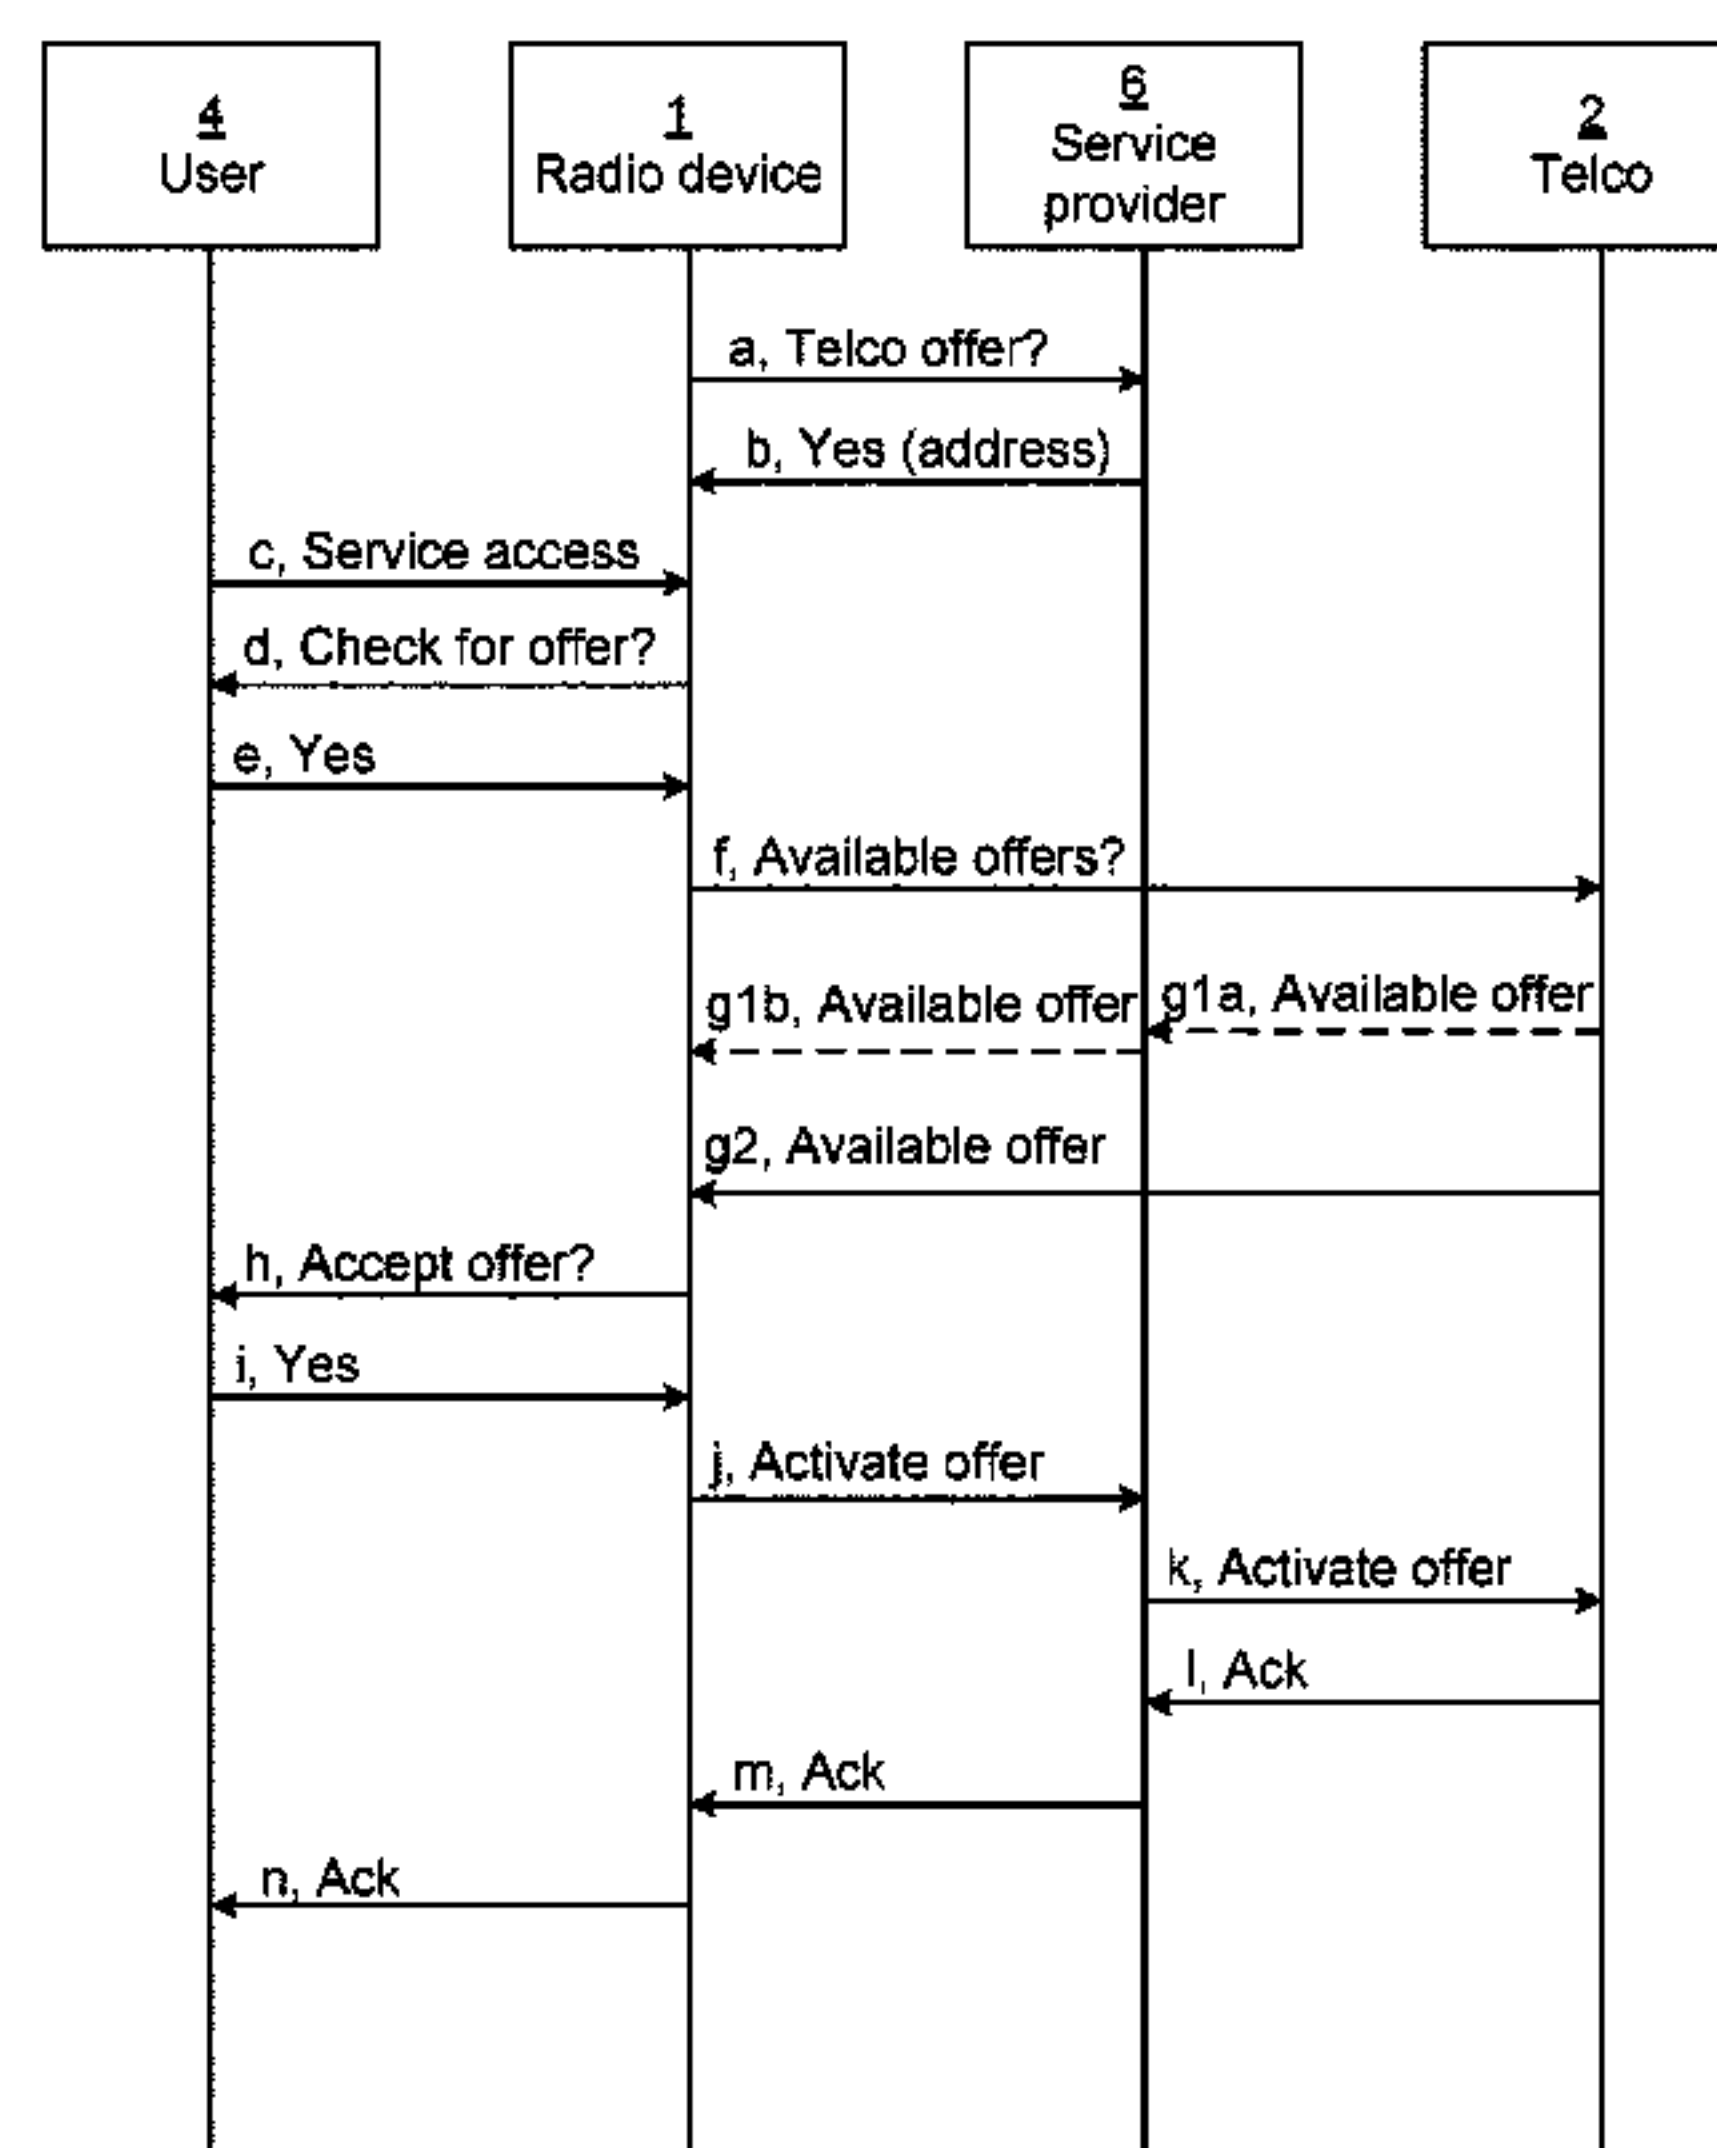 4
User
1
Radio device
6
Service
provider
2
Telco
a, Telco offer?
b, Yes (address)
c, Service access
d, Check for offer?
e, Yes
f, Available offers?
g1a, Available offer
g1b, Available offer
g2, Available offer
h, Accept offer?
i, Yes
j, Activate offer
k, Activate offer
l, Ack
m, Ack
n, Ack